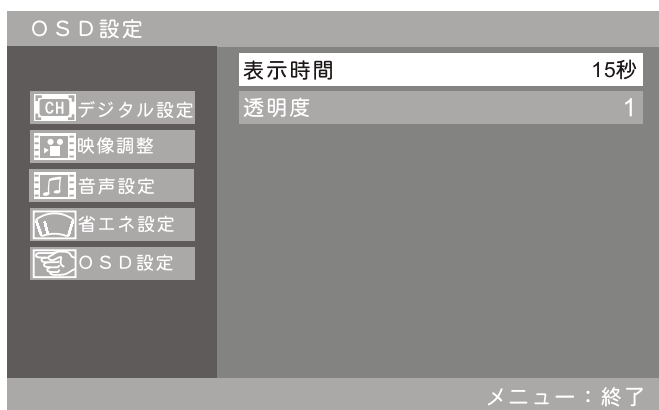 ＯＳＤ設定
表示時間 15秒
透明度 1
CH デジタル設定
映像調整
音声設定
省エネ設定
ＯＳＤ設定
メニュー：終了